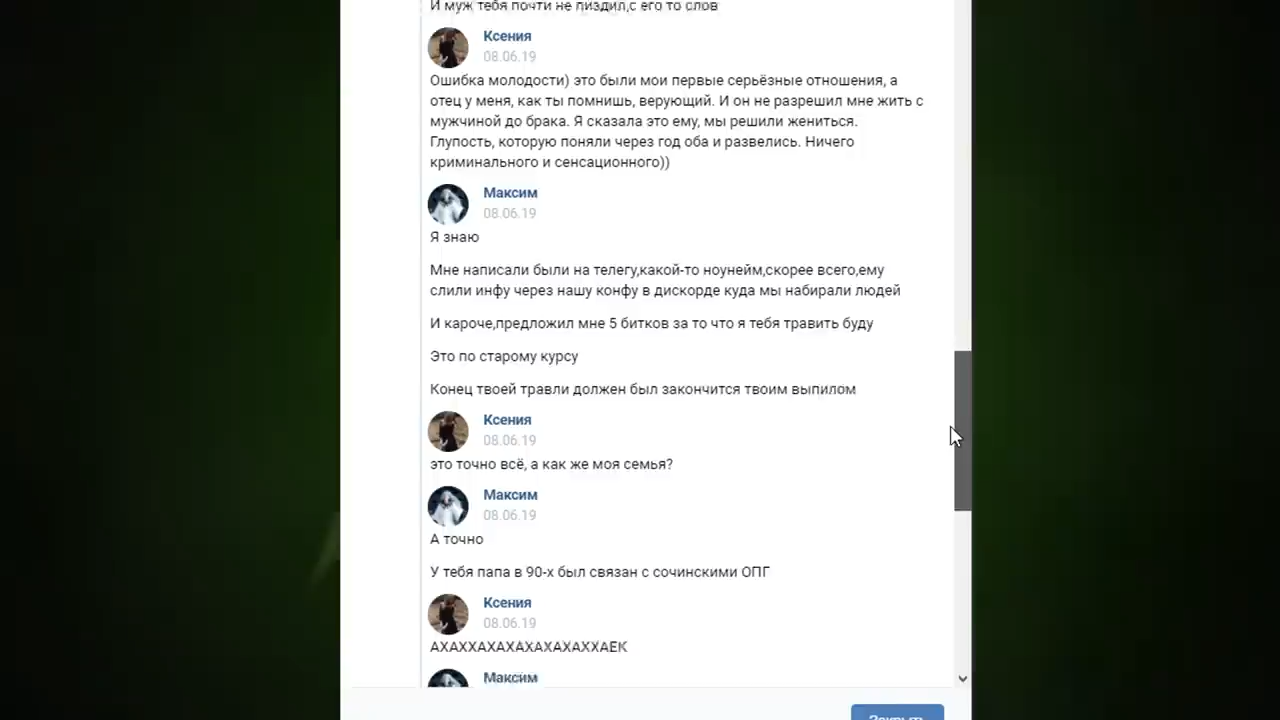 И муж тебя почти не пиздил,с его то слов
Ксения
08.06.19
Ошибка молодости) это были мои первые серьёзные отношения, а
отец у меня, как ты помнишь, верующий. И он не разрешил мне жить с
мужчиной до брака. Я сказала это ему, мы решили жениться.
Глупость, которую поняли через год оба и развелись. Ничего
криминального и сенсационного))
Максим
08.06.19
Я знаю
Мне написали были на телегу,какой-то ноунейм,скорее всего,ему
слили инфу через нашу конфу в дискорде куда мы набирали людей
И кароче,предложил мне 5 битков за то что я тебя травить буду
Это по старому курсу
Конец твоей травли должен был закончится твоим выпилом
Ксения
08.06.19
это точно всё, а как же моя семья?
Максим
08.06.19
А точно
У тебя папа в 90-х был связан с сочинскими ОПГ
Ксения
08.06.19
АХАХХАХАХАХАХАХАХХАЕК
Максим
Закрыть